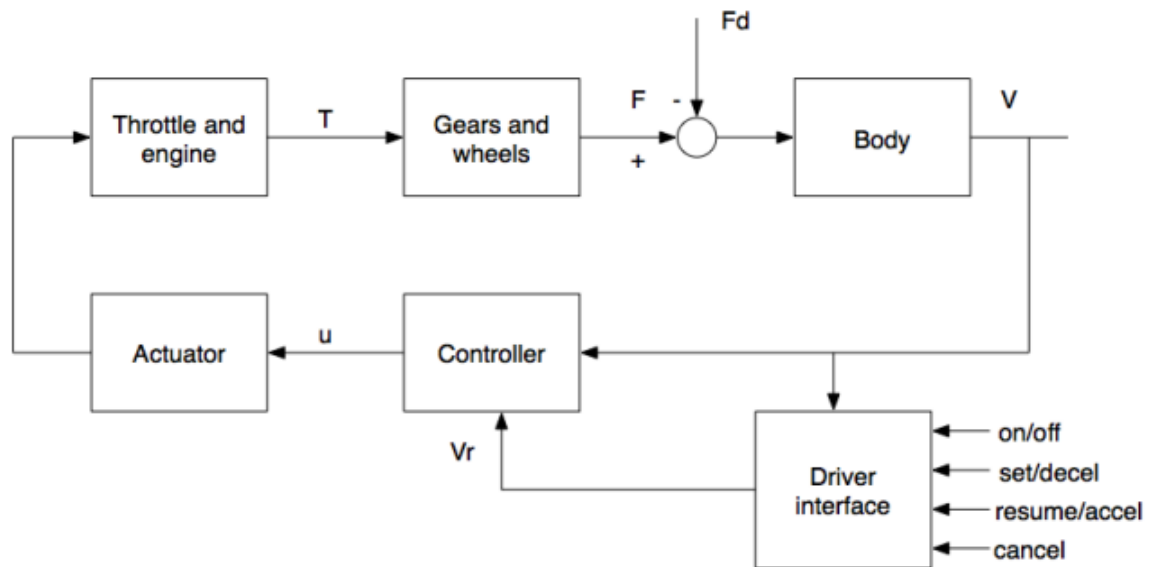 Fd
Throttle and
engine
T
Gears and
wheels
F
-
+
Body
V
Actuator
u
Controller
Vr
Driver
interface
on/off
set/decel
resume/accel
cancel